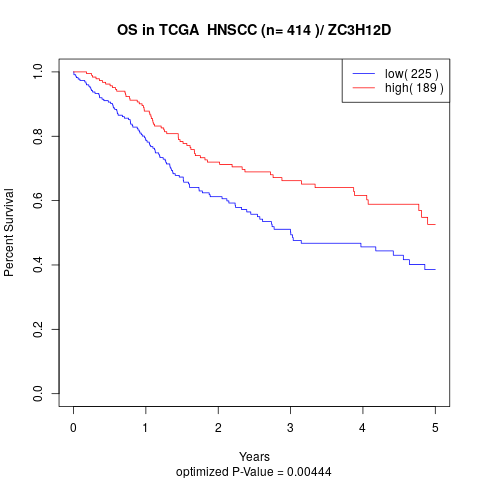 OS in TCGA  HNSCC (n= 414 )/ ZC3H12D
low( 225 )
high( 189 )
Percent Survival
1.0
0.8
0.6
0.4
0.2
0.0
0 1 2 3 4 5
Years
optimized P-Value = 0.00444